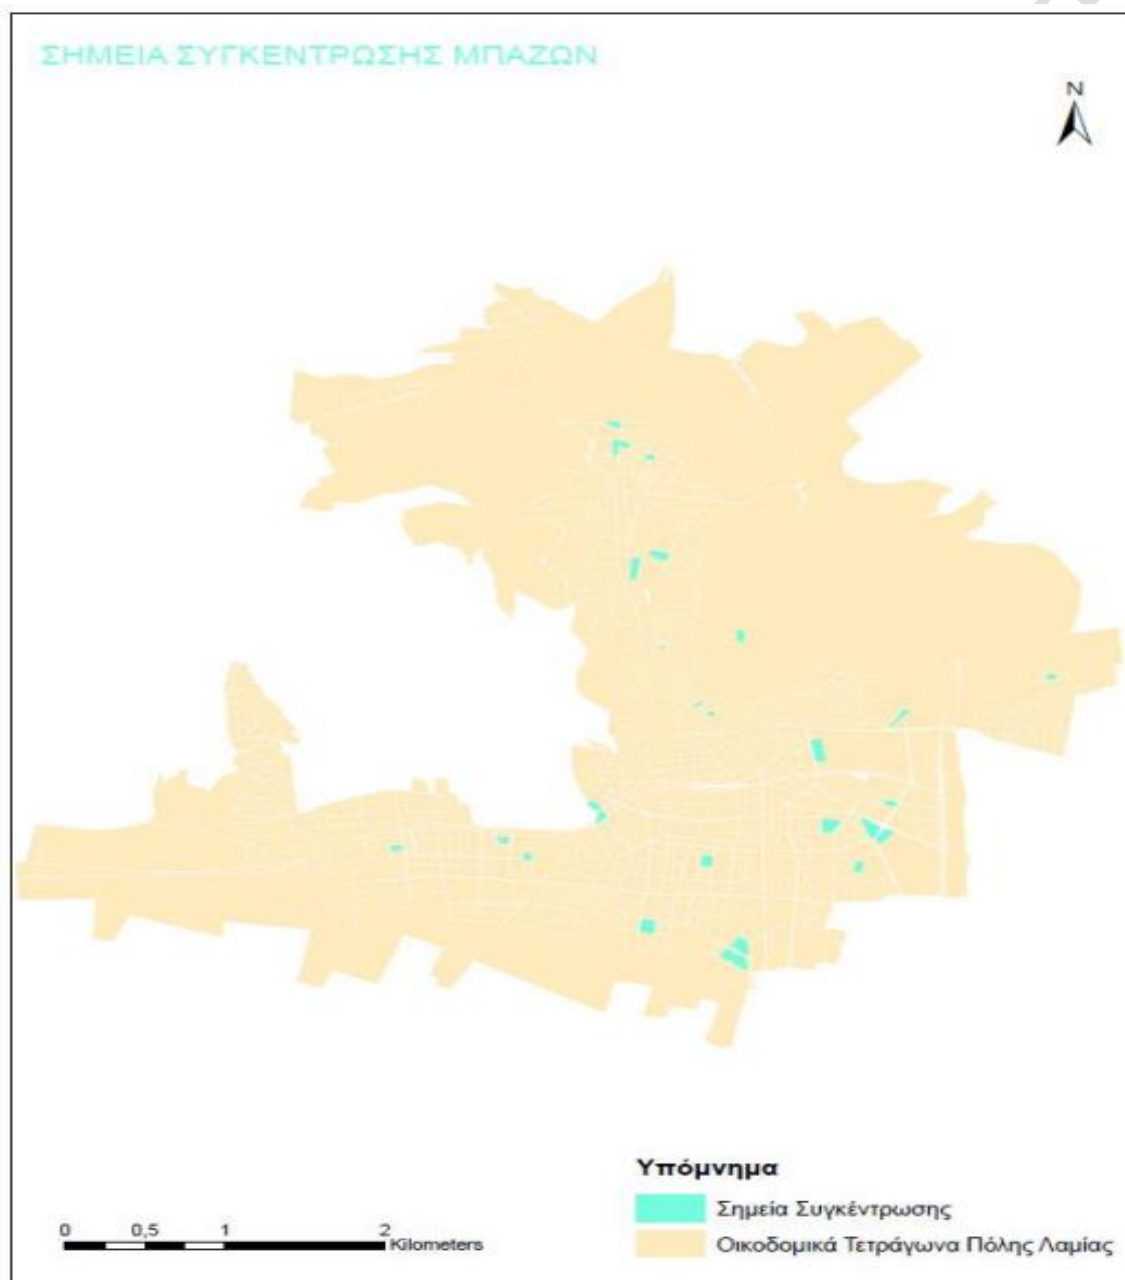 ΣΗΜΕΙΑ ΣΥΓΚΕΝΤΡΩΣΗΣ ΜΠΑΖΩΝ
N
Υπόμνημα
Σημεία Συγκέντρωσης
Οικοδομικά Τετράγωνα Πόλης Λαμίας
0 0,5 1 2
Kilometers